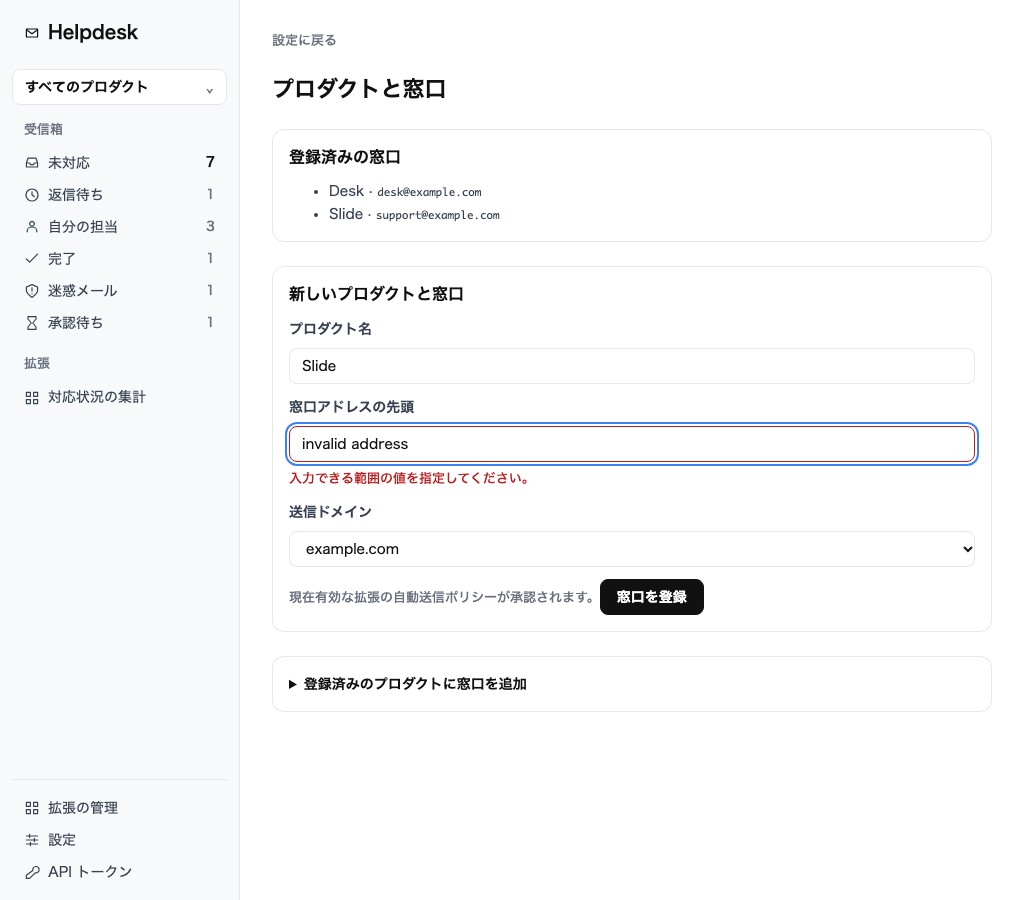 Helpdesk
すべてのプロダクト
受信箱
未対応 7
返信待ち 1
自分の担当 3
完了 1
迷惑メール 1
承認待ち 1
拡張
対応状況の集計
拡張の管理
設定
API トークン
設定に戻る
プロダクトと窓口
登録済みの窓口
Desk · desk@example.com
Slide · support@example.com
新しいプロダクトと窓口
プロダクト名
Slide
窓口アドレスの先頭
invalid address
入力できる範囲の値を指定してください。
送信ドメイン
example.com
現在有効な拡張の自動送信ポリシーが承認されます。 窓口を登録
登録済みのプロダクトに窓口を追加